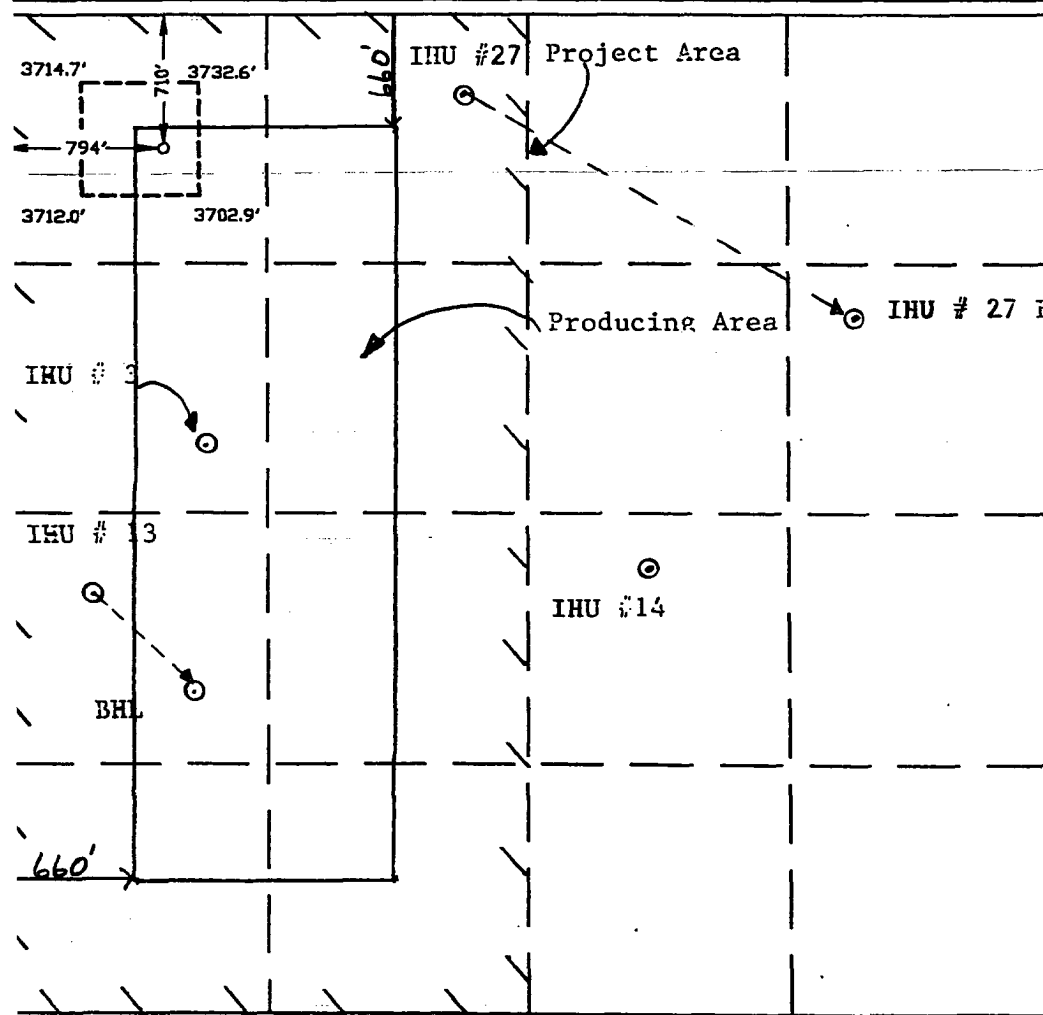 IHU #27 Project Area
3714.7' 3732.6'
710'
660'
794'
3712.0' 3702.9'
IHU # 27
Producing Area
IHU # 3
IHU # 13
IHU #14
BHL
660'